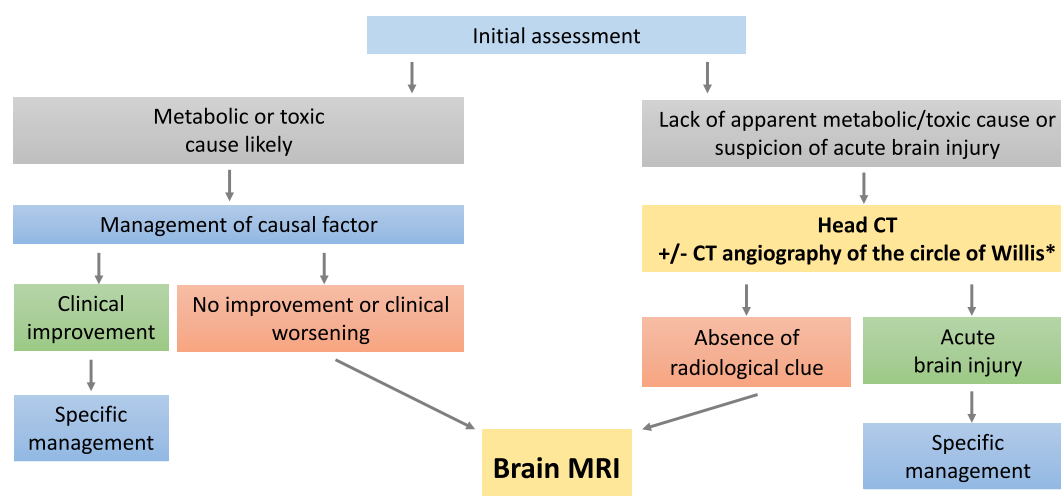 Initial assessment
Metabolic or toxic
cause likely
Lack of apparent metabolic/toxic cause or
suspicion of acute brain injury
Management of causal factor
Head CT
+/- CT angiography of the circle of Willis*
Clinical
improvement
No improvement or clinical
worsening
Absence of
radiological clue
Acute
brain injury
Specific
management
Brain MRI
Specific
management